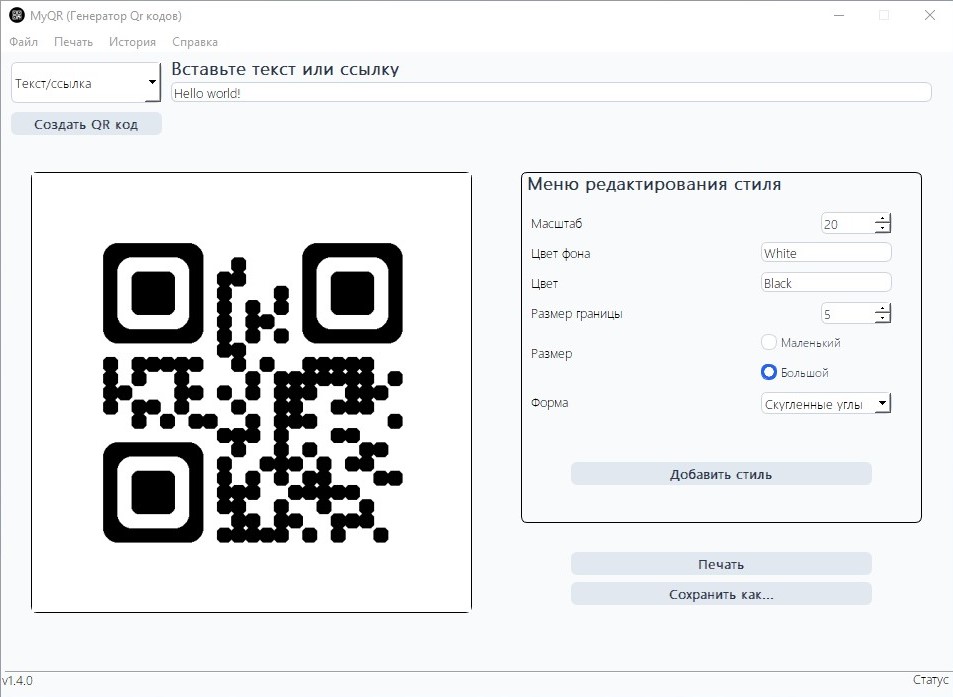 MyQR (Генератор Qr кодов)
Файл Печать История Справка
Текст/ссылка
Вставьте текст или ссылку
Hello world!
Создать QR код
Меню редактирования стиля
Масштаб 20
Цвет фона White
Цвет Black
Размер границы 5
Размер
Маленький
Большой
Форма Скугленные углы
Добавить стиль
Печать
Сохранить как...
v1.4.0 Статус